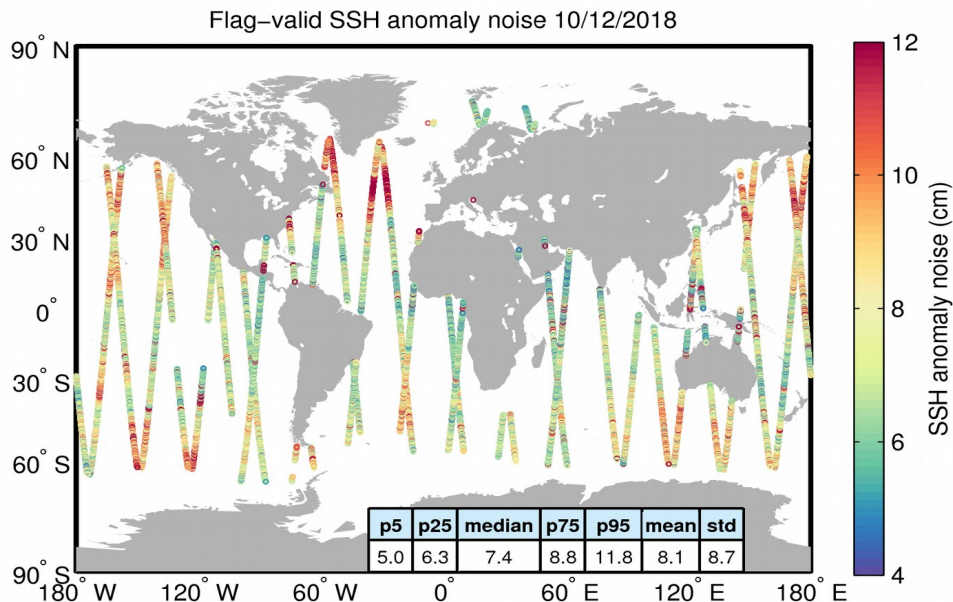 Flag−valid SSH anomaly noise 10/12/2018
90° N
60° N
30° N
0°
30° S
60° S
90° S
180° W
120° W
60° W
0°
60° E
120° E
180° E
p5 p25 median p75 p95 mean std
5.0 6.3 7.4 8.8 11.8 8.1 8.7
12
10
8
6
4
SSH anomaly noise (cm)